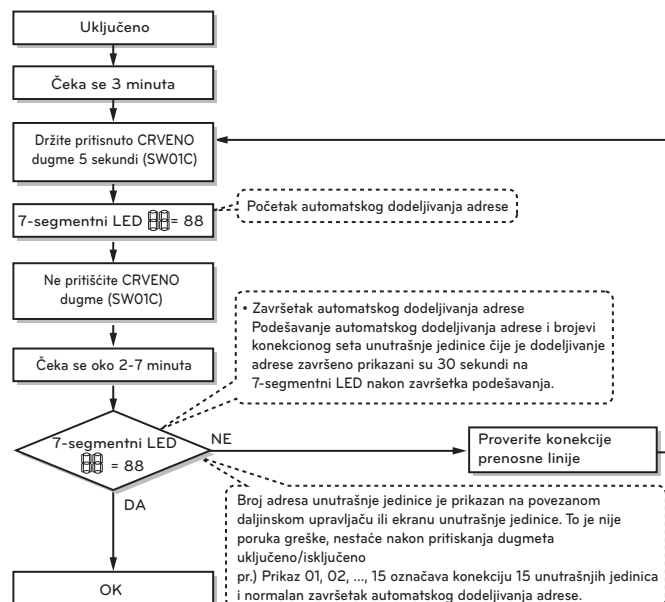 Uključeno
Čeka se 3 minuta
Držite pritisnuto CRVENO
dugme 5 sekundi (SW01C)
7-segmentni LED 88 = 88
Početak automatskog dodeljivanja adrese
Ne pritišćite CRVENO
dugme (SW01C)
• Završetak automatskog dodeljivanja adrese
Podešavanje automatskog dodeljivanja adrese i brojevi
konekcionog seta unutrašnje jedinice čije je dodeljivanje
adrese završeno prikazani su 30 sekundi na
7-segmentni LED nakon završetka podešavanja.
Čeka se oko 2-7 minuta
7-segmentni LED
88 = 88
NE
Proverite konekcije
prenosne linije
DA
Broj adresa unutrašnje jedinice je prikazan na povezanom
daljinskom upravljaču ili ekranu unutrašnje jedinice. To je nije
poruka greške, nestaće nakon pritiskanja dugmeta
uključeno/isključeno
pr.) Prikaz 01, 02, ..., 15 označava konekciju 15 unutrašnjih jedinica
i normalan završetak automatskog dodeljivanja adrese.
OK